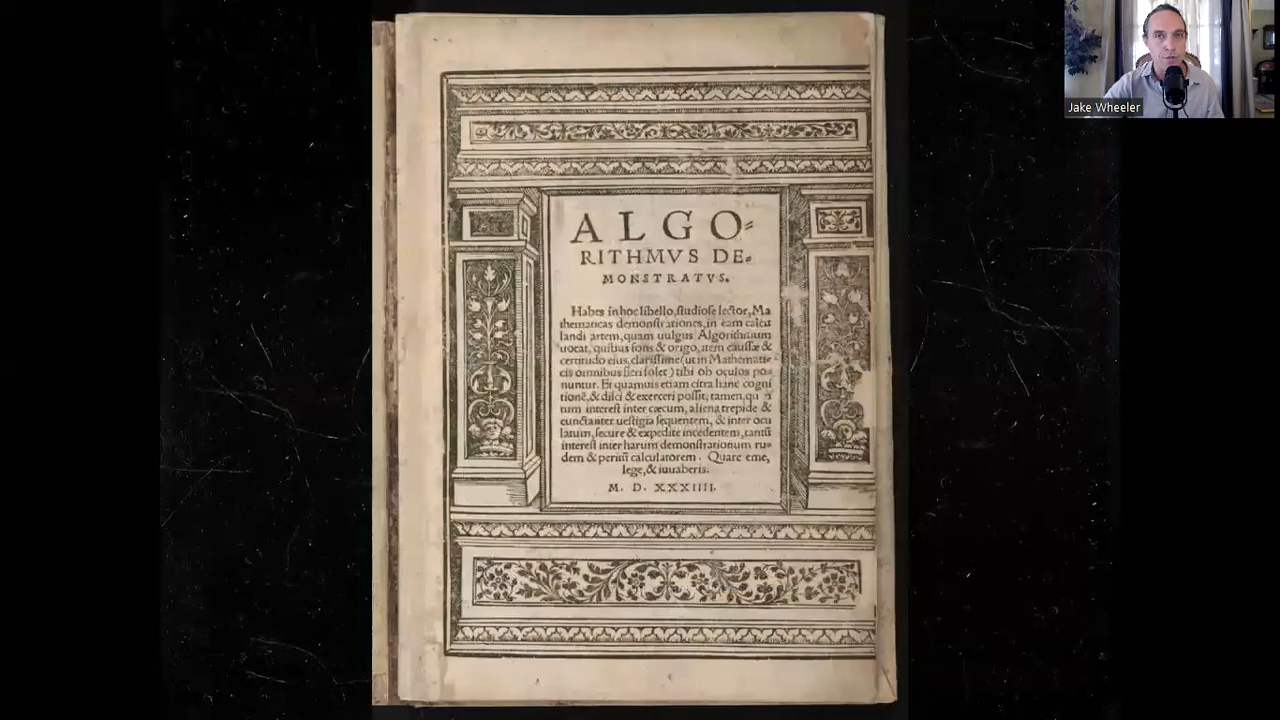 ALGO⸗
RITHMVS DE⸗
MONSTRATVS.
Habes in hoc libello, studiose lector, Ma
thematicas demonstrationes, in eam calcu
landi artem, quam uulgus Algorithmum
uocat, quibus fons & origo, item caussæ &
certitudo eius, clarissime (ut in Mathemati⸗
cis omnibus fieri solet) tibi ob oculos po⸗
nuntur. Et quamuis etiam citra hanc cogni
tionē, & disci & exerceri possit, tamen,
tum interest inter cæcum, aliena trepide &
cunctanter uestigia sequentem, & inter ocu
latum, secure & expedite incedentem, tantū
interest inter harum demonstrationum ru⸗
dem & peritū calculatorem. Quare eme,
lege, & iuvaberis.
M. D. XXXIIII.
Jake Wheeler